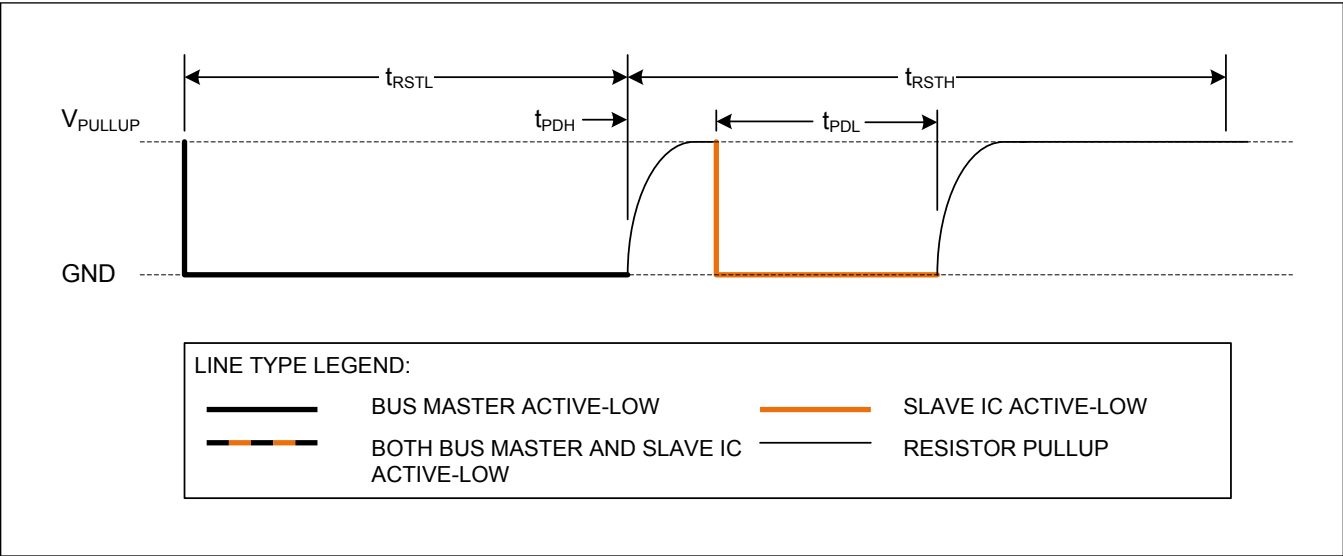 tRSTL
tRSTH
VPULLUP
tPDH
tPDL
GND
LINE TYPE LEGEND:
BUS MASTER ACTIVE-LOW
SLAVE IC ACTIVE-LOW
BOTH BUS MASTER AND SLAVE IC
ACTIVE-LOW
RESISTOR PULLUP